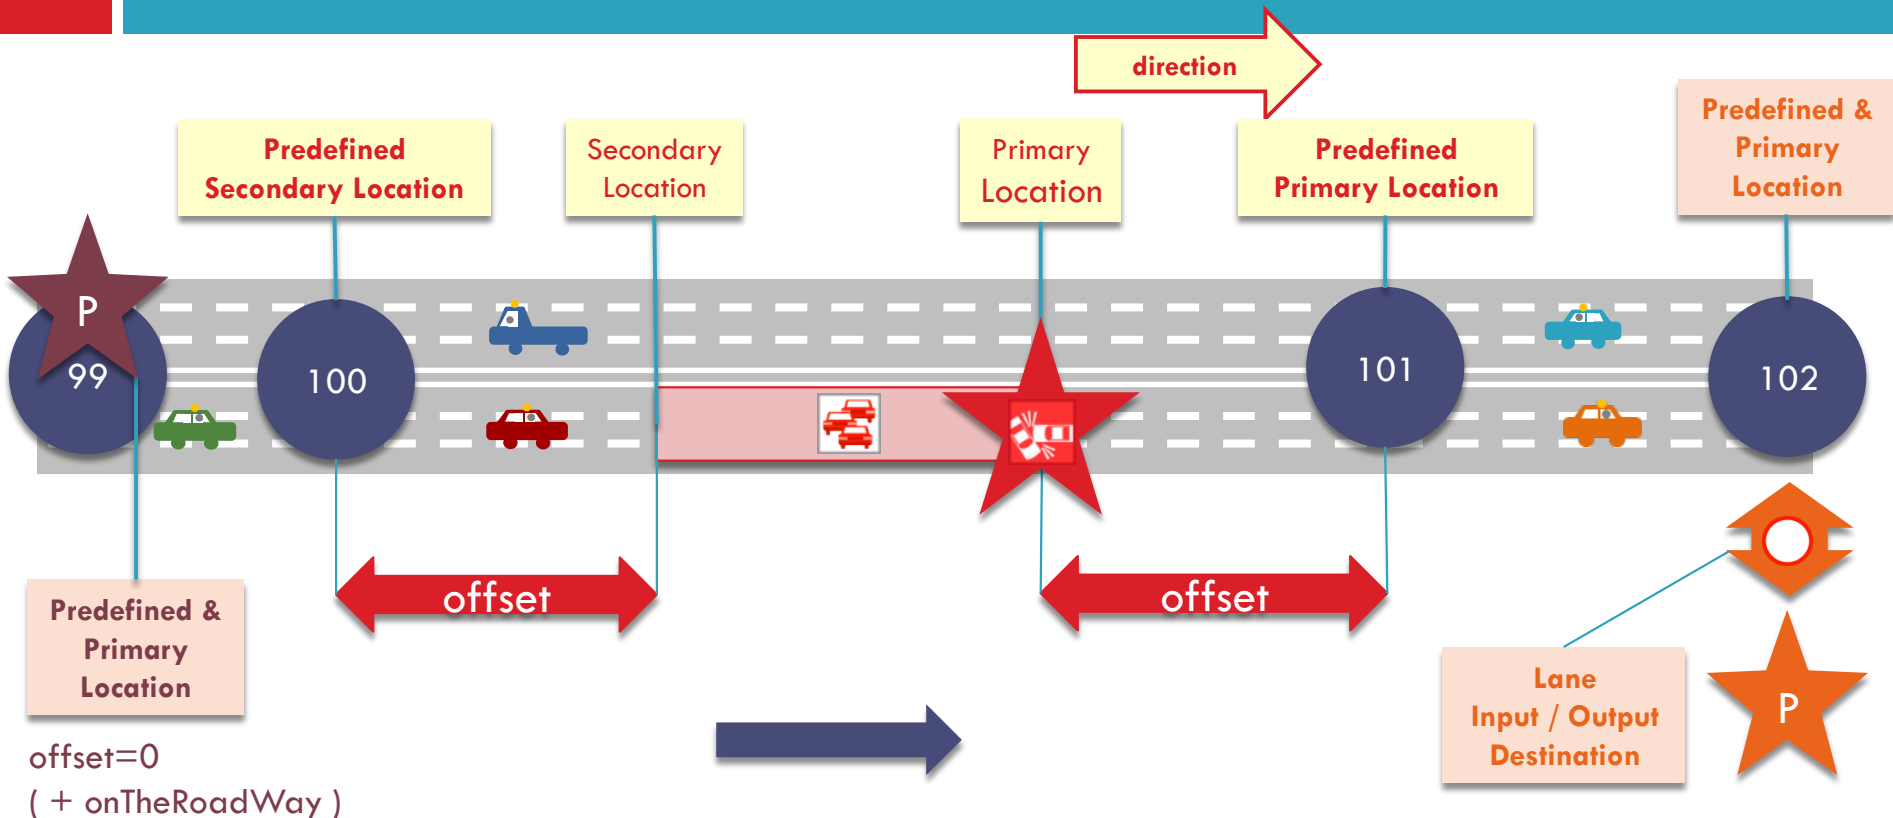 direction
Predefined &
Primary
Location
Predefined
Secondary Location
Secondary
Location
Primary
Location
Predefined
Primary Location
P
99
100
101
102
offset
offset
Predefined &
Primary
Location
Lane
Input / Output
Destination
P
offset=0
( + onTheRoadWay )